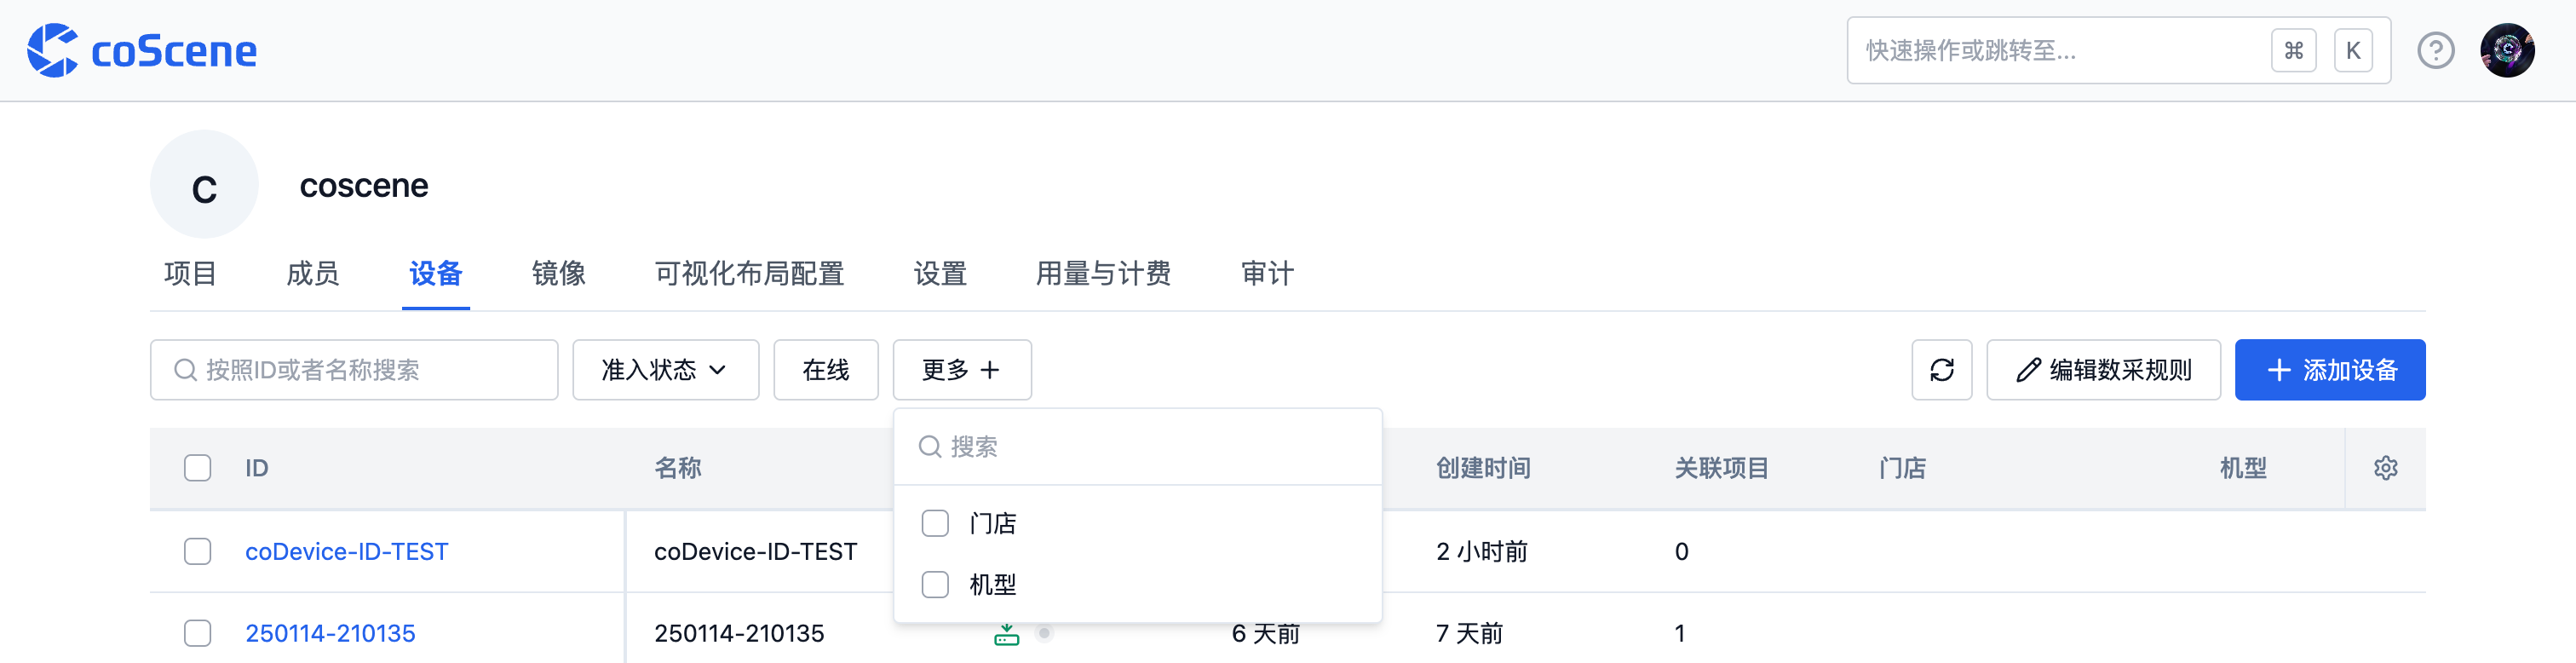 coScene
快速操作或跳转至... ⌘ K
C
coscene
项目 成员 设备 镜像 可视化布局配置 设置 用量与计费 审计
按照ID或者名称搜索 准入状态 在线 更多 + 编辑数采规则 + 添加设备
搜索
门店
机型
ID 名称 创建时间 关联项目 门店 机型
coDevice-ID-TEST coDevice-ID-TEST 2 小时前 0
250114-210135 250114-210135 6 天前 7 天前 1